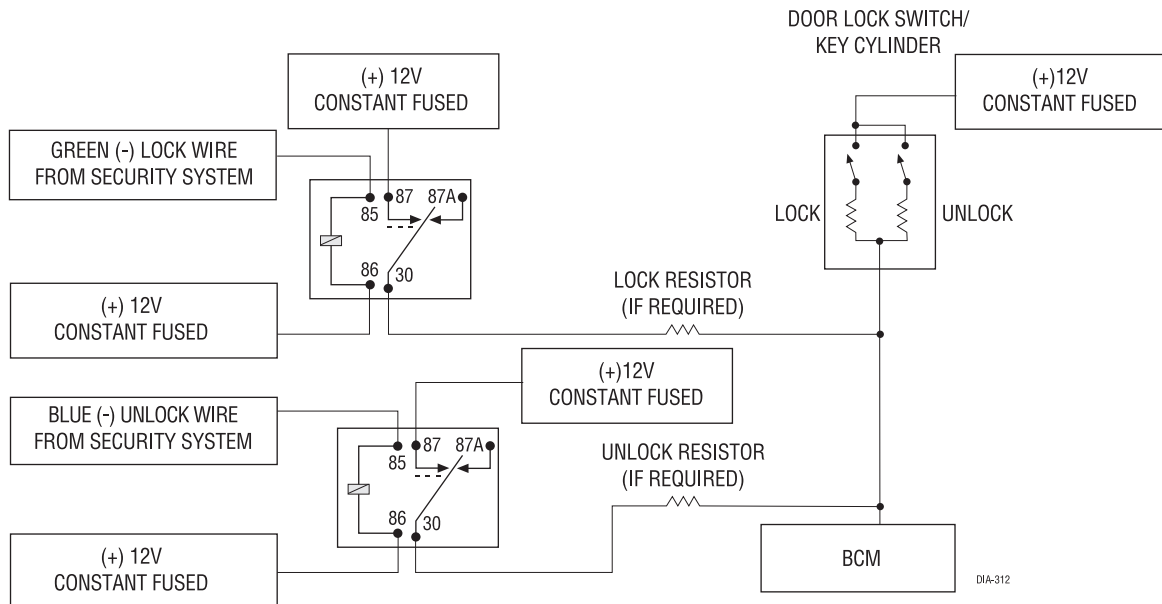 DOOR LOCK SWITCH/
KEY CYLINDER
(+) 12V
CONSTANT FUSED
(+)12V
CONSTANT FUSED
GREEN (-) LOCK WIRE
FROM SECURITY SYSTEM
85
87
87A
86
30
LOCK
UNLOCK
(+) 12V
CONSTANT FUSED
LOCK RESISTOR
(IF REQUIRED)
(+)12V
CONSTANT FUSED
BLUE (-) UNLOCK WIRE
FROM SECURITY SYSTEM
85
87
87A
86
30
UNLOCK RESISTOR
(IF REQUIRED)
(+) 12V
CONSTANT FUSED
BCM
DIA-312